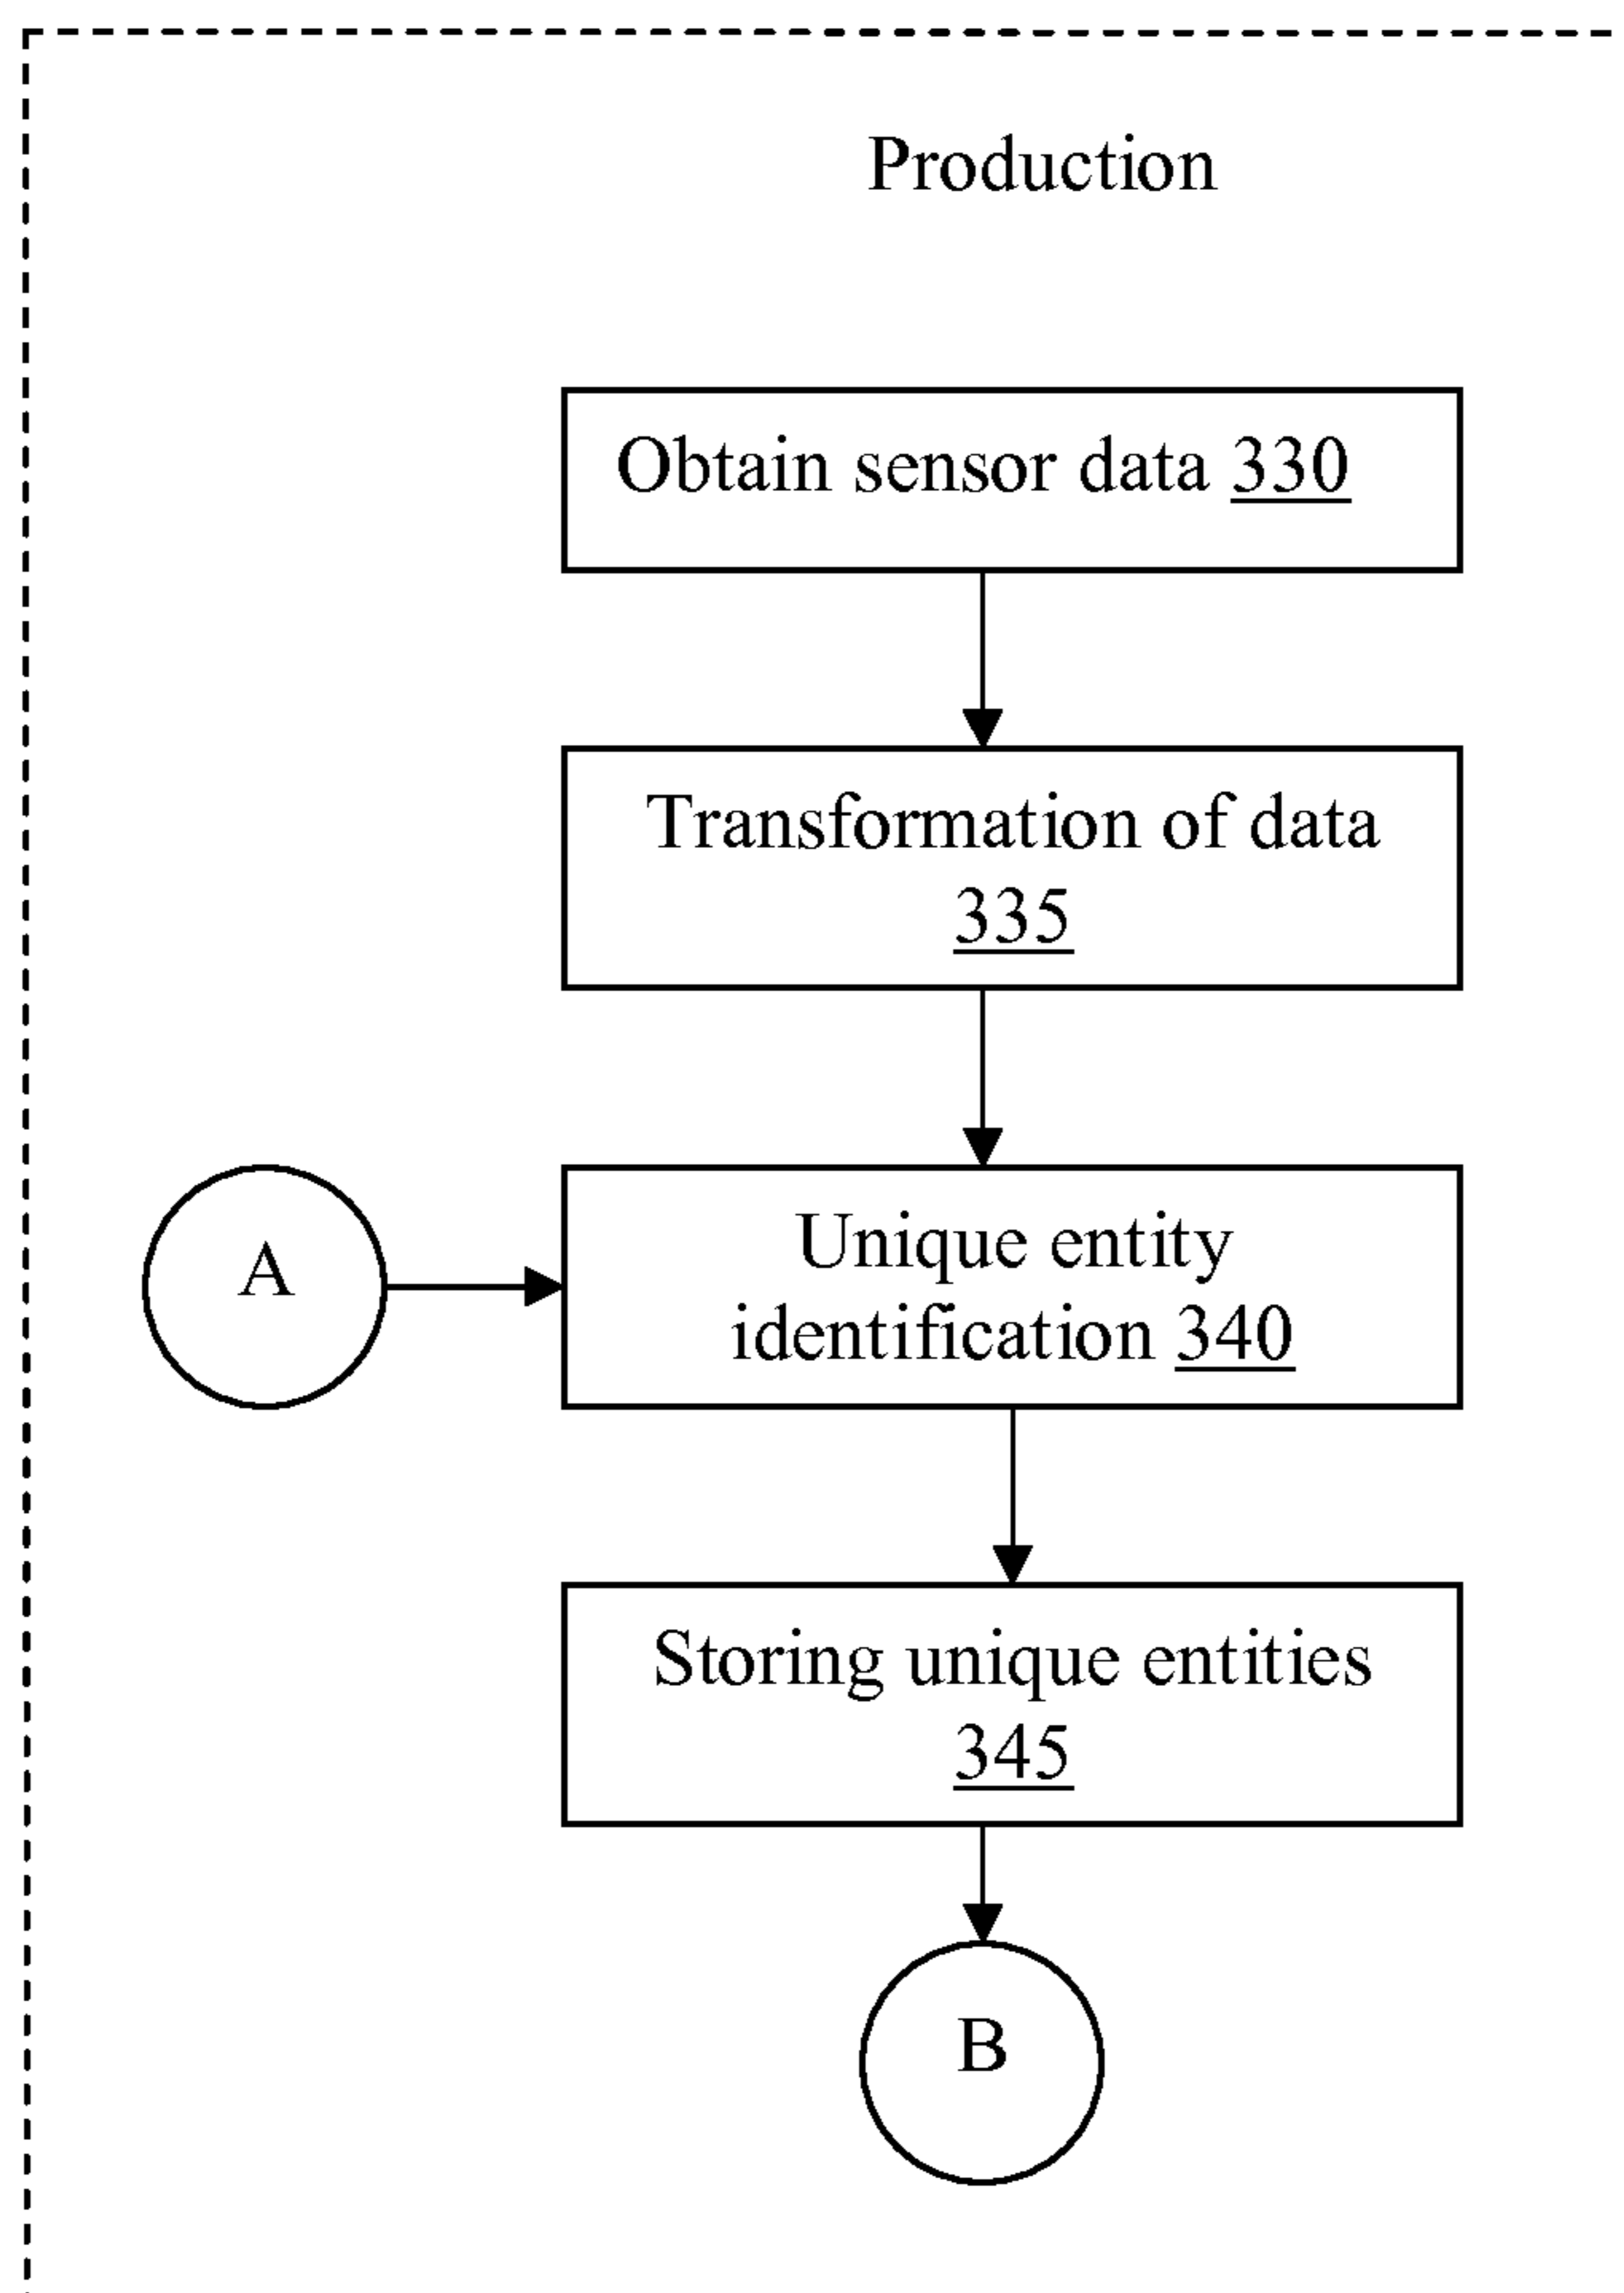 Production
Obtain sensor data 330
Transformation of data
335
A
Unique entity
identification 340
Storing unique entities
345
B